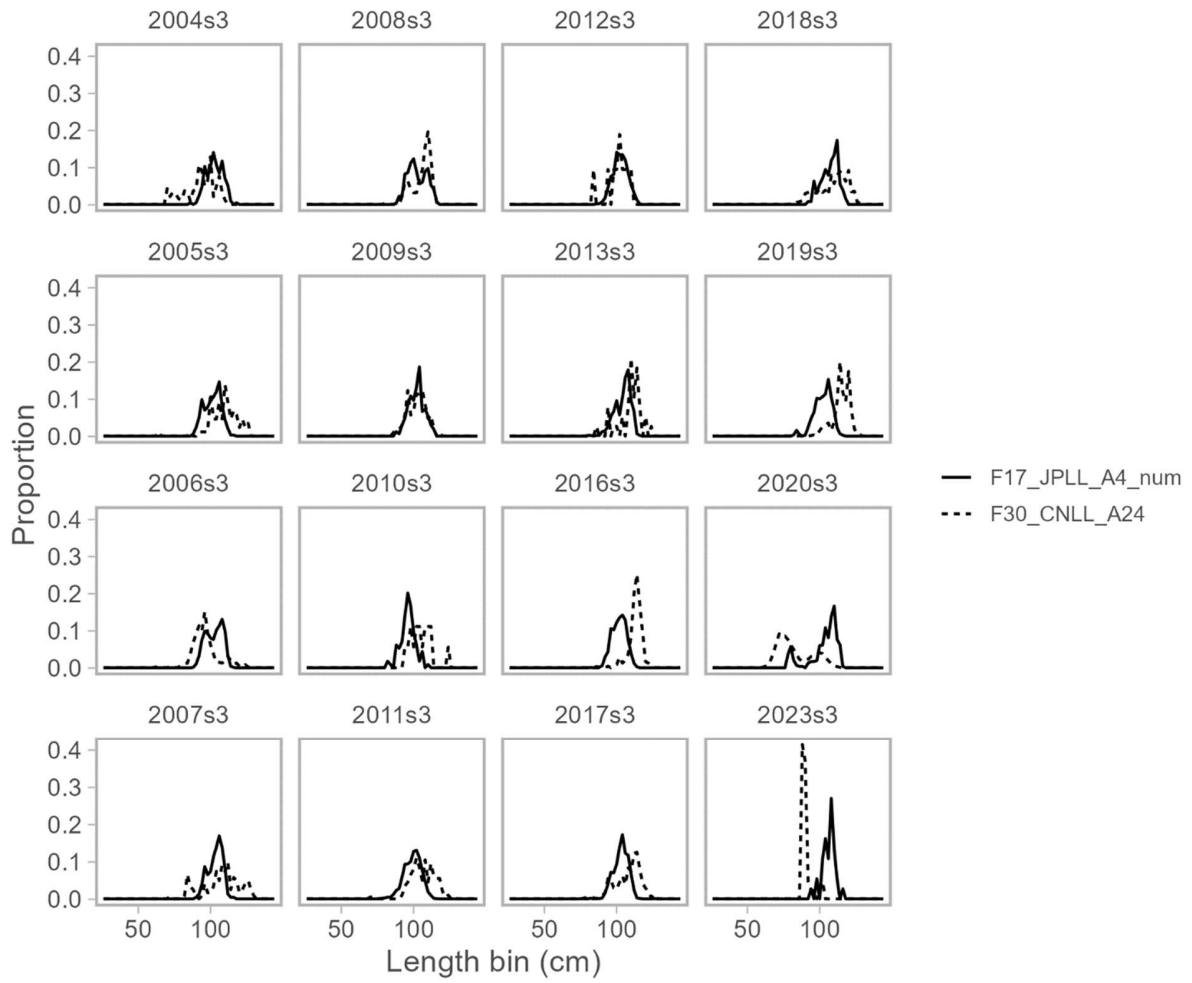 2004s3 2008s3 2012s3 2018s3
0.4
0.3
0.2
0.1
0.0
2005s3 2009s3 2013s3 2019s3
0.4
0.3
0.2
0.1
0.0
Proportion
2006s3 2010s3 2016s3 2020s3
0.4
0.3
0.2
0.1
0.0
2007s3 2011s3 2017s3 2023s3
0.4
0.3
0.2
0.1
0.0
50 100 50 100 50 100 50 100
Length bin (cm)
F17_JPLL_A4_num
F30_CNLL_A24